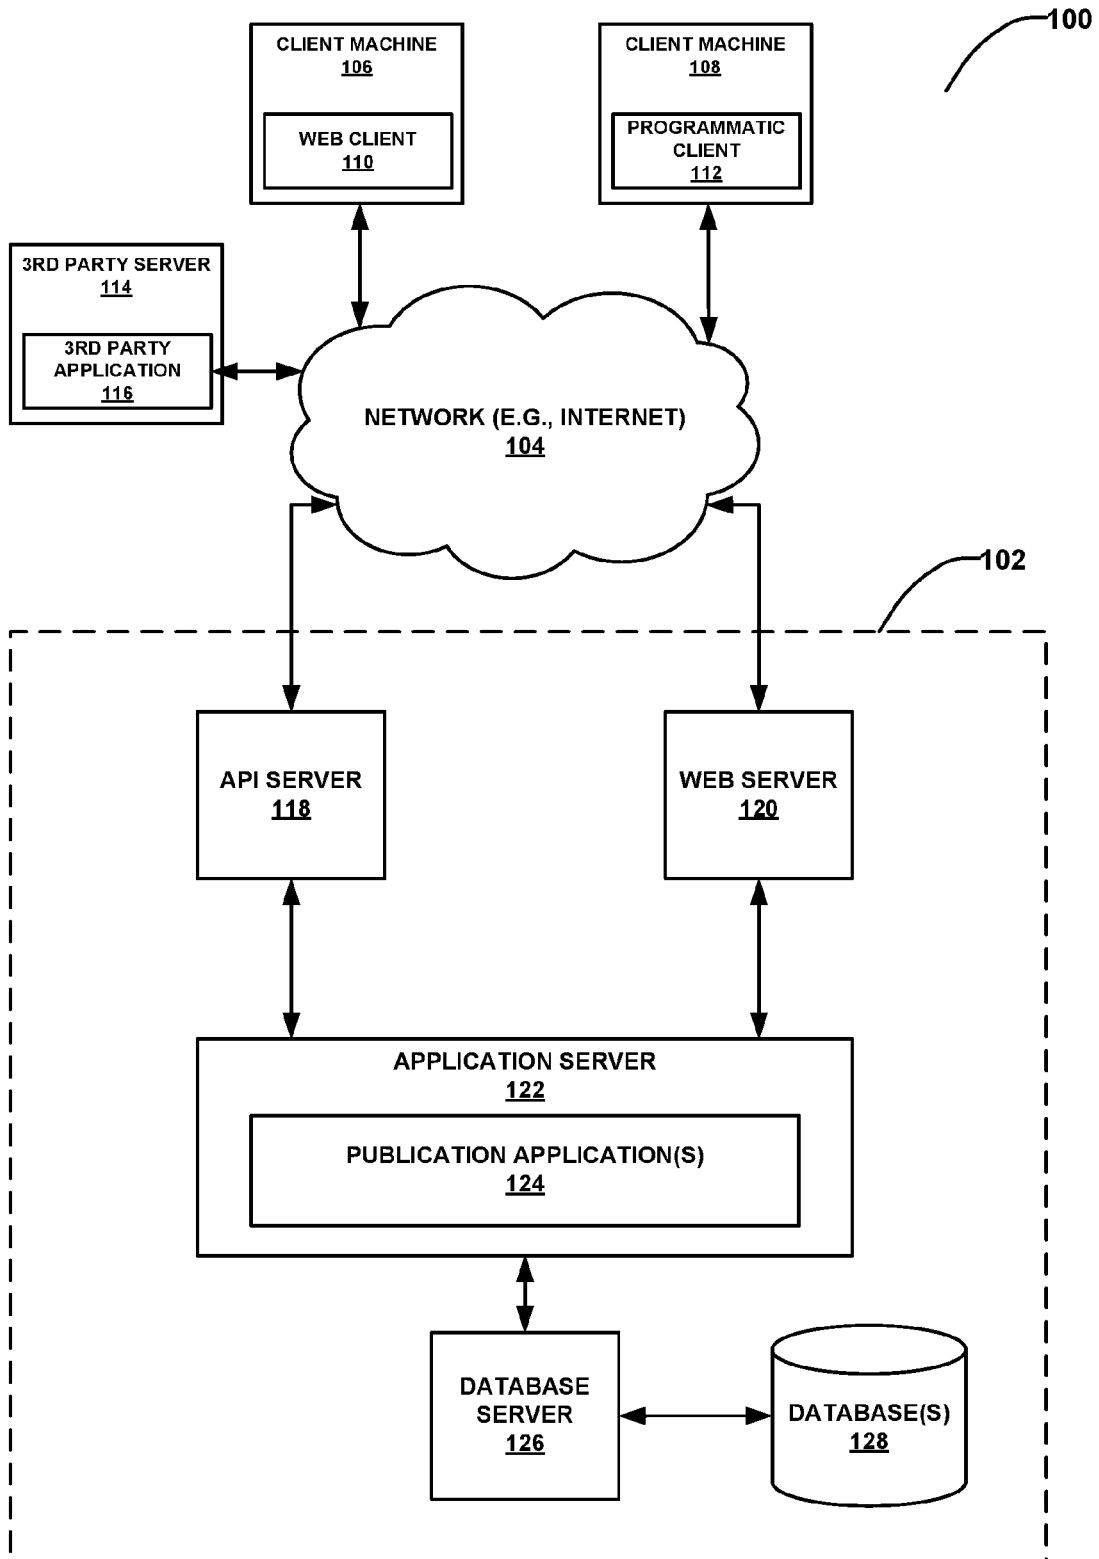 100
CLIENT MACHINE
106
WEB CLIENT
110
CLIENT MACHINE
108
PROGRAMMATIC
CLIENT
112
3RD PARTY SERVER
114
3RD PARTY
APPLICATION
116
NETWORK (E.G., INTERNET)
104
102
API SERVER
118
WEB SERVER
120
APPLICATION SERVER
122
PUBLICATION APPLICATION(S)
124
DATABASE
SERVER
126
DATABASE(S)
128